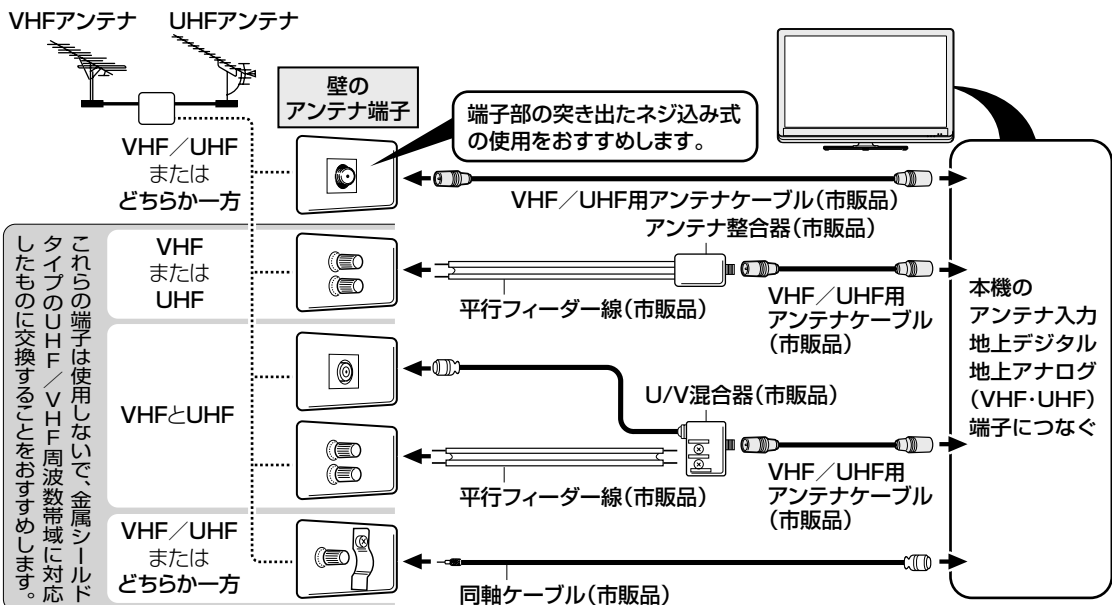 VHFアンテナ
UHFアンテナ
壁の
アンテナ端子
端子部の突き出たネジ込み式
の使用をおすすめします。
VHF／UHF
または
どちらか一方
VHF／UHF用アンテナケーブル(市販品)
アンテナ整合器(市販品)
これらの端子は使用しないで、金属シールド
タイプのUHF／VHF周波数帯域に対応
したものに交換することをおすすめします。
VHF
または
UHF
平行フィーダー線(市販品)
VHF／UHF用
アンテナケーブル
(市販品)
VHFとUHF
U/V混合器(市販品)
平行フィーダー線(市販品)
VHF／UHF用
アンテナケーブル
(市販品)
VHF／UHF
または
どちらか一方
同軸ケーブル(市販品)
本機の
アンテナ入力
地上デジタル
地上アナログ
(VHF･UHF)
端子につなぐ